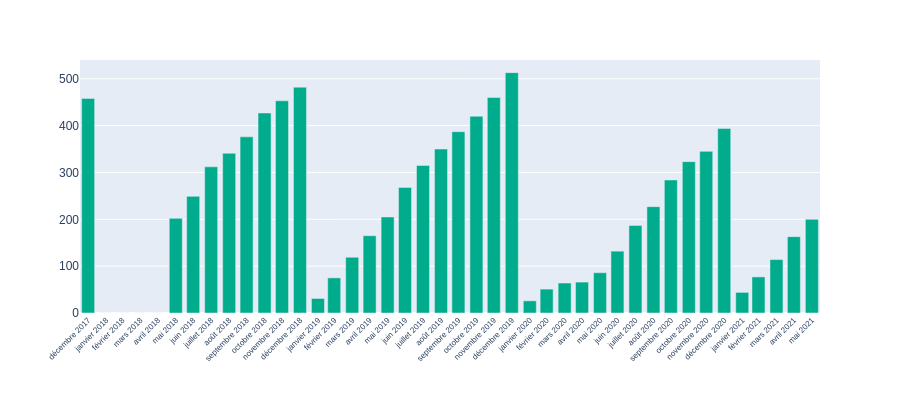 500
400
300
200
100
0
décembre 2017
janvier 2018
février 2018
mars 2018
avril 2018
mai 2018
juin 2018
juillet 2018
août 2018
septembre 2018
octobre 2018
novembre 2018
décembre 2018
janvier 2019
février 2019
mars 2019
avril 2019
mai 2019
juin 2019
juillet 2019
août 2019
septembre 2019
octobre 2019
novembre 2019
décembre 2019
janvier 2020
février 2020
mars 2020
avril 2020
mai 2020
juin 2020
juillet 2020
août 2020
septembre 2020
octobre 2020
novembre 2020
décembre 2020
janvier 2021
février 2021
mars 2021
avril 2021
mai 2021